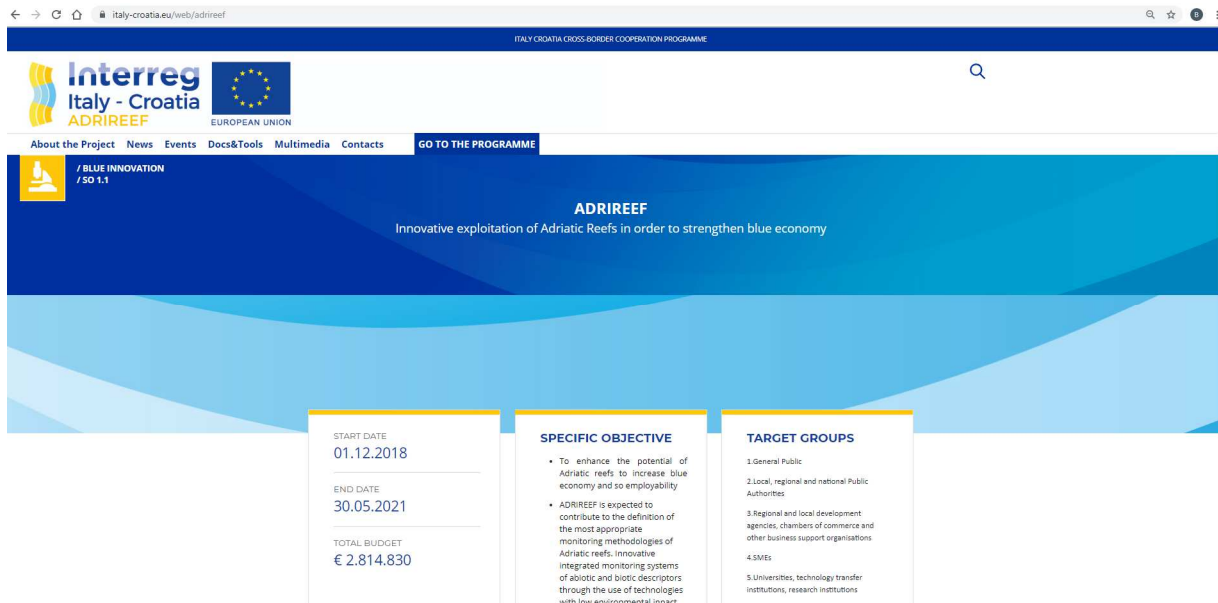 italy-croatia.eu/web/adrireef
B
ITALY CROATIA CROSS-BORDER COOPERATION PROGRAMME
Interreg
Italy - Croatia
ADRIREEF
EUROPEAN UNION
About the Project News Events Docs&Tools Multimedia Contacts GO TO THE PROGRAMME
/ BLUE INNOVATION
/ SO 1.1
ADRIREEF
Innovative exploitation of Adriatic Reefs in order to strengthen blue economy
START DATE
01.12.2018
END DATE
30.05.2021
TOTAL BUDGET
€ 2.814.830
SPECIFIC OBJECTIVE
• To enhance the potential of
Adriatic reefs to increase blue
economy and so employability
• ADRIREEF is expected to
contribute to the definition of
the most appropriate
monitoring methodologies of
Adriatic reefs. Innovative
integrated monitoring systems
of abiotic and biotic descriptors
through the use of technologies
with low environmental impact
TARGET GROUPS
1.General Public
2.Local, regional and national Public
Authorities
3.Regional and local development
agencies, chambers of commerce and
other business support organisations
4.SMEs
5.Universities, technology transfer
institutions, research institutions